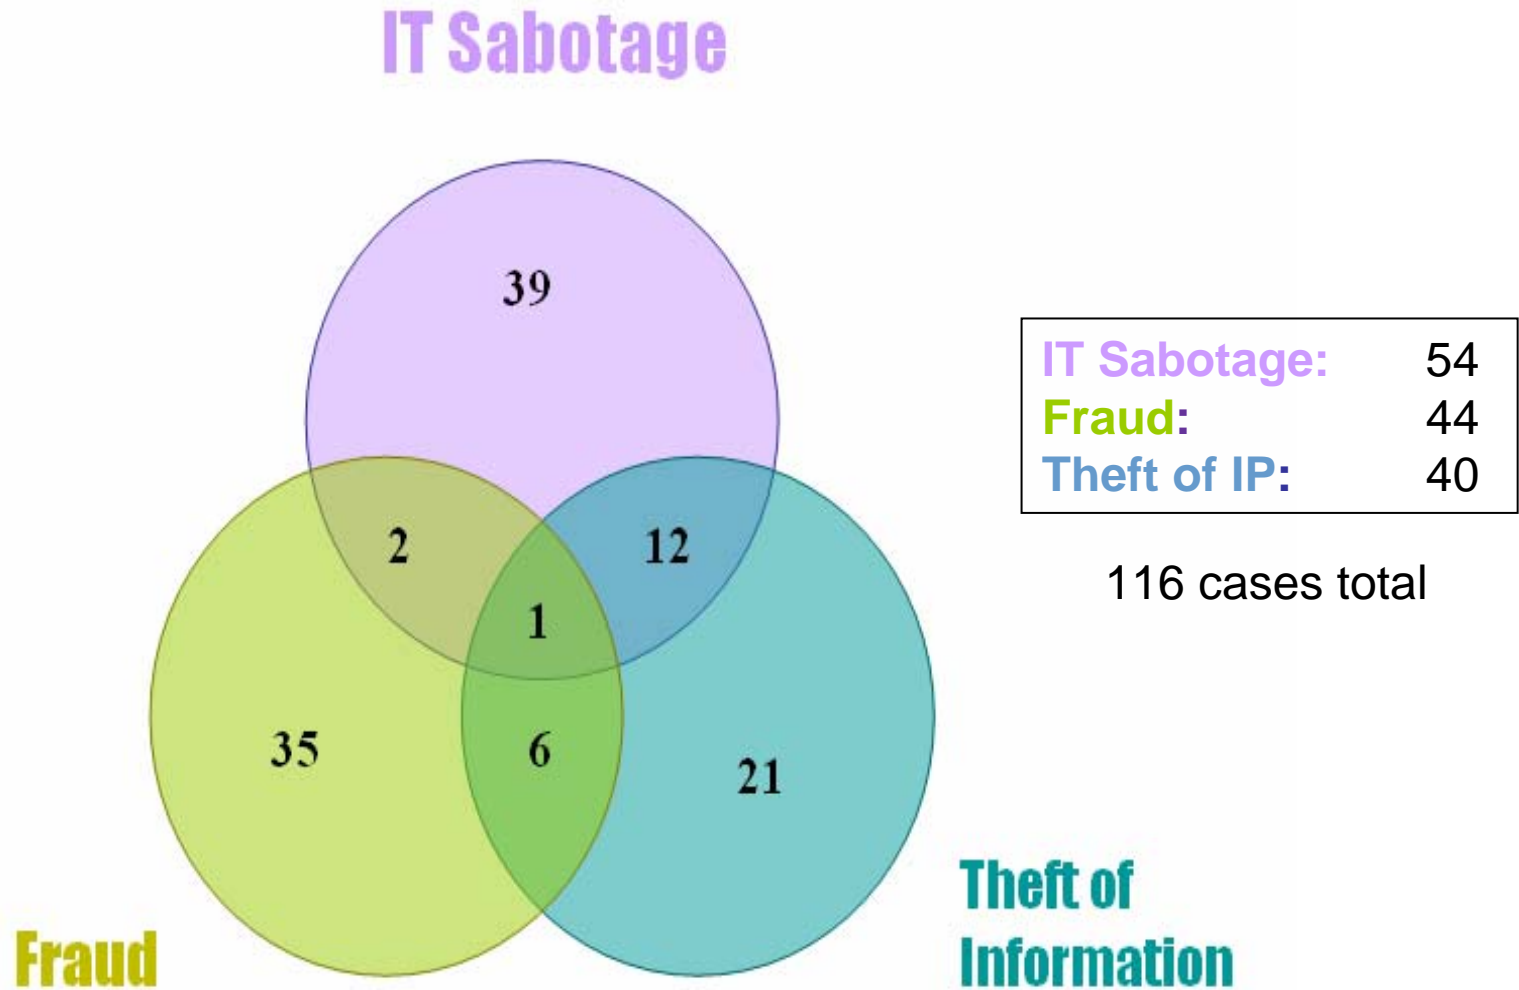 IT Sabotage
39
IT Sabotage: 54
Fraud: 44
Theft of IP: 40
2
12
116 cases total
1
35
6
21
Theft of
Information
Fraud